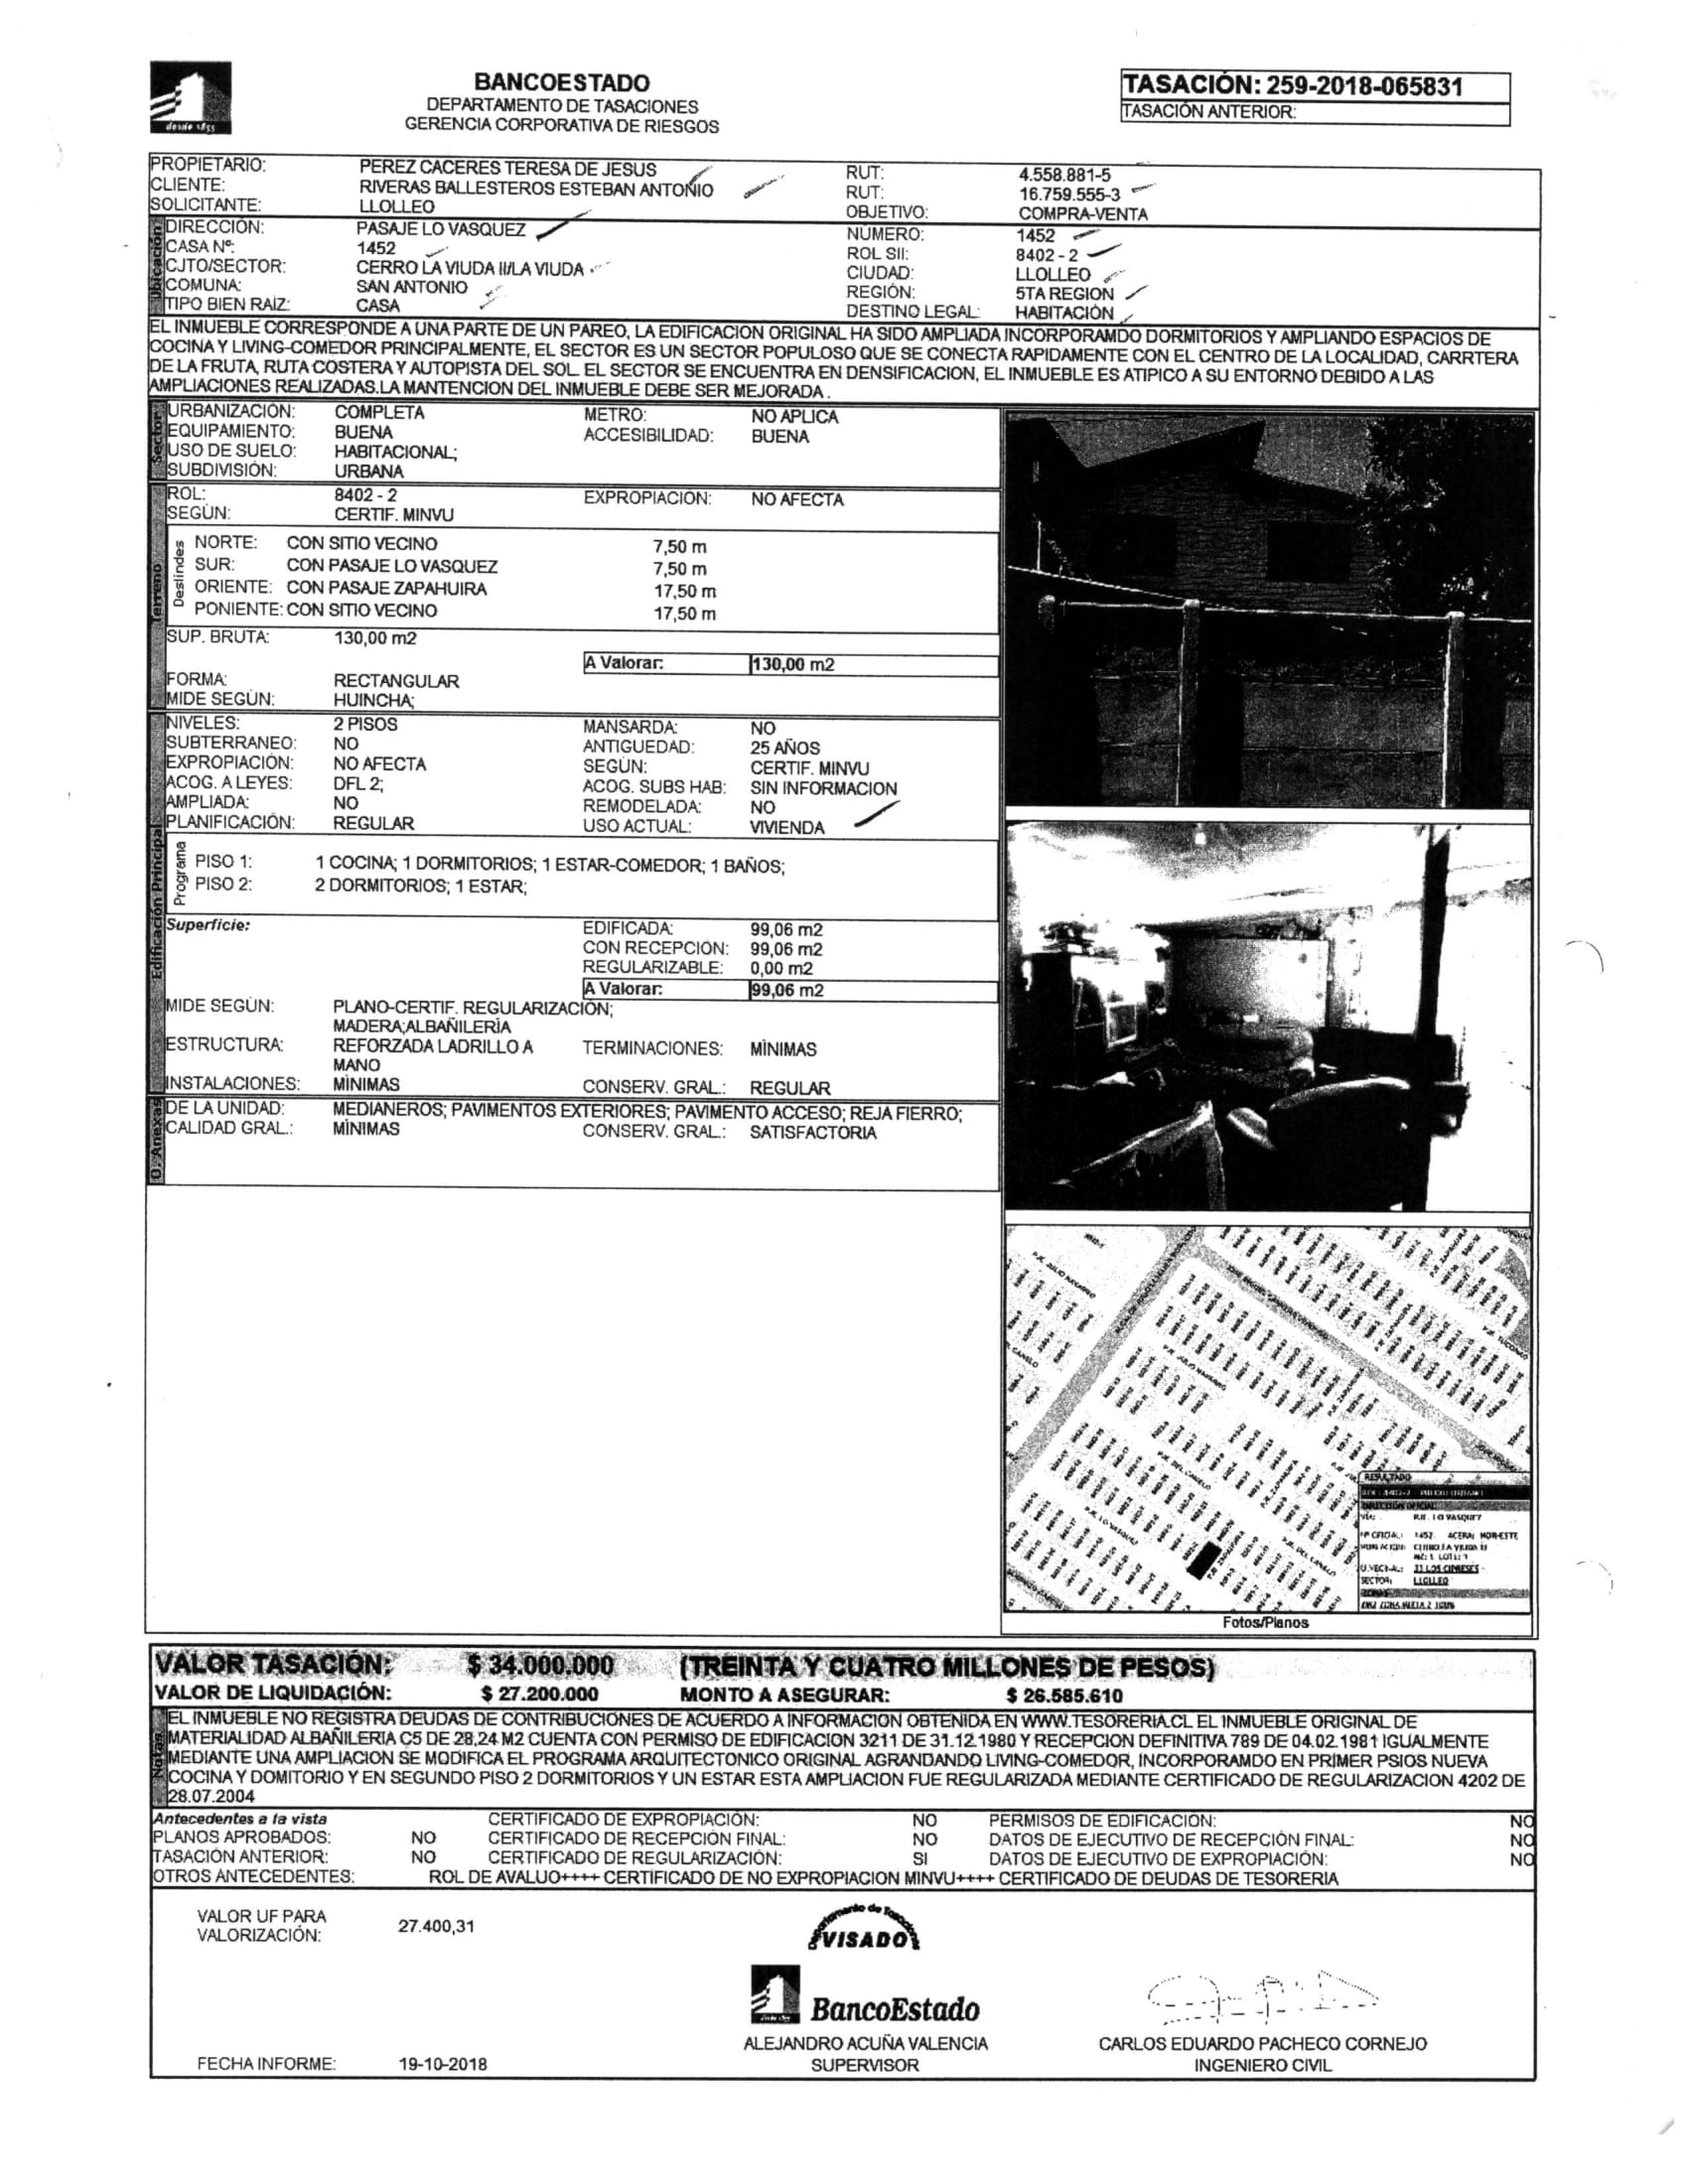 desde 1855
BANCOESTADO
DEPARTAMENTO DE TASACIONES
GERENCIA CORPORATIVA DE RIESGOS
TASACIÓN: 259-2018-065831
TASACIÓN ANTERIOR:
PROPIETARIO: PEREZ CACERES TERESA DE JESUS RUT: 4.558.881-5
CLIENTE: RIVERAS BALLESTEROS ESTEBAN ANTONIO RUT: 16.759.555-3
SOLICITANTE: LLOLLEO OBJETIVO: COMPRA-VENTA
Ubicación
DIRECCIÓN: PASAJE LO VASQUEZ NÚMERO: 1452
CASA Nº: 1452 ROL SII: 8402 - 2
CJTO/SECTOR: CERRO LA VIUDA II/LA VIUDA CIUDAD: LLOLLEO
COMUNA: SAN ANTONIO REGIÓN: 5TA REGION
TIPO BIEN RAÍZ: CASA DESTINO LEGAL: HABITACIÓN
EL INMUEBLE CORRESPONDE A UNA PARTE DE UN PAREO, LA EDIFICACION ORIGINAL HA SIDO AMPLIADA INCORPORAMDO DORMITORIOS Y AMPLIANDO ESPACIOS DE
COCINA Y LIVING-COMEDOR PRINCIPALMENTE, EL SECTOR ES UN SECTOR POPULOSO QUE SE CONECTA RAPIDAMENTE CON EL CENTRO DE LA LOCALIDAD, CARRTERA
DE LA FRUTA, RUTA COSTERA Y AUTOPISTA DEL SOL EL SECTOR SE ENCUENTRA EN DENSIFICACION, EL INMUEBLE ES ATIPICO A SU ENTORNO DEBIDO A LAS
AMPLIACIONES REALIZADAS.LA MANTENCION DEL INMUEBLE DEBE SER MEJORADA .
Sector
URBANIZACIÓN: COMPLETA METRO: NO APLICA
EQUIPAMIENTO: BUENA ACCESIBILIDAD: BUENA
USO DE SUELO: HABITACIONAL;
SUBDIVISIÓN: URBANA
Terreno
ROL: 8402 - 2 EXPROPIACIÓN: NO AFECTA
SEGÚN: CERTIF. MINVU
Deslindes
NORTE: CON SITIO VECINO 7,50 m
SUR: CON PASAJE LO VASQUEZ 7,50 m
ORIENTE: CON PASAJE ZAPAHUIRA 17,50 m
PONIENTE: CON SITIO VECINO 17,50 m
SUP. BRUTA: 130,00 m2
A Valorar: 130,00 m2
FORMA: RECTANGULAR
MIDE SEGÚN: HUINCHA;
Edificación Principal
NIVELES: 2 PISOS MANSARDA: NO
SUBTERRANEO: NO ANTIGUEDAD: 25 AÑOS
EXPROPIACIÓN: NO AFECTA SEGÚN: CERTIF. MINVU
ACOG. A LEYES: DFL 2; ACOG. SUBS HAB: SIN INFORMACION
AMPLIADA: NO REMODELADA: NO
PLANIFICACIÓN: REGULAR USO ACTUAL: VIVIENDA
Programa
PISO 1: 1 COCINA; 1 DORMITORIOS; 1 ESTAR-COMEDOR; 1 BAÑOS;
PISO 2: 2 DORMITORIOS; 1 ESTAR;
Superficie: EDIFICADA: 99,06 m2
CON RECEPCION: 99,06 m2
REGULARIZABLE: 0,00 m2
A Valorar: 99,06 m2
MIDE SEGÚN: PLANO-CERTIF. REGULARIZACIÓN;
MADERA;ALBAÑILERÍA
ESTRUCTURA: REFORZADA LADRILLO A TERMINACIONES: MÍNIMAS
MANO
INSTALACIONES: MÍNIMAS CONSERV. GRAL.: REGULAR
O. Anexas
DE LA UNIDAD: MEDIANEROS; PAVIMENTOS EXTERIORES; PAVIMENTO ACCESO; REJA FIERRO;
CALIDAD GRAL.: MÍNIMAS CONSERV. GRAL.: SATISFACTORIA
PJE. LO VASQUEZ
PJE. DEL CANELO
RESULTADO
DIRECCION OFICIAL
VIA: PJE. LO VASQUEZ
Nº OFICIAL: 1452. ACERA: NOR-ESTE
SECTOR: LLOLLEO
Fotos/Planos
VALOR TASACIÓN: $ 34.000.000 (TREINTA Y CUATRO MILLONES DE PESOS)
VALOR DE LIQUIDACIÓN: $ 27.200.000 MONTO A ASEGURAR: $ 26.585.610
Notas
EL INMUEBLE NO REGISTRA DEUDAS DE CONTRIBUCIONES DE ACUERDO A INFORMACION OBTENIDA EN WWW.TESORERIA.CL EL INMUEBLE ORIGINAL DE
MATERIALIDAD ALBAÑILERIA C5 DE 28,24 M2 CUENTA CON PERMISO DE EDIFICACION 3211 DE 31.12.1980 Y RECEPCION DEFINITIVA 789 DE 04.02.1981 IGUALMENTE
MEDIANTE UNA AMPLIACION SE MODIFICA EL PROGRAMA ARQUITECTONICO ORIGINAL AGRANDANDO LIVING-COMEDOR, INCORPORAMDO EN PRIMER PSIOS NUEVA
COCINA Y DOMITORIO Y EN SEGUNDO PISO 2 DORMITORIOS Y UN ESTAR ESTA AMPLIACION FUE REGULARIZADA MEDIANTE CERTIFICADO DE REGULARIZACION 4202 DE
28.07.2004
Antecedentes a la vista CERTIFICADO DE EXPROPIACIÓN: NO PERMISOS DE EDIFICACION: NO
PLANOS APROBADOS: NO CERTIFICADO DE RECEPCIÓN FINAL: NO DATOS DE EJECUTIVO DE RECEPCIÓN FINAL: NO
TASACIÓN ANTERIOR: NO CERTIFICADO DE REGULARIZACIÓN: SI DATOS DE EJECUTIVO DE EXPROPIACIÓN: NO
OTROS ANTECEDENTES: ROL DE AVALUO++++ CERTIFICADO DE NO EXPROPIACION MINVU++++ CERTIFICADO DE DEUDAS DE TESORERIA
VALOR UF PARA
VALORIZACIÓN: 27.400,31
Departamento de Tasaciones
VISADO
BancoEstado
ALEJANDRO ACUÑA VALENCIA
SUPERVISOR
CARLOS EDUARDO PACHECO CORNEJO
INGENIERO CIVIL
FECHA INFORME: 19-10-2018